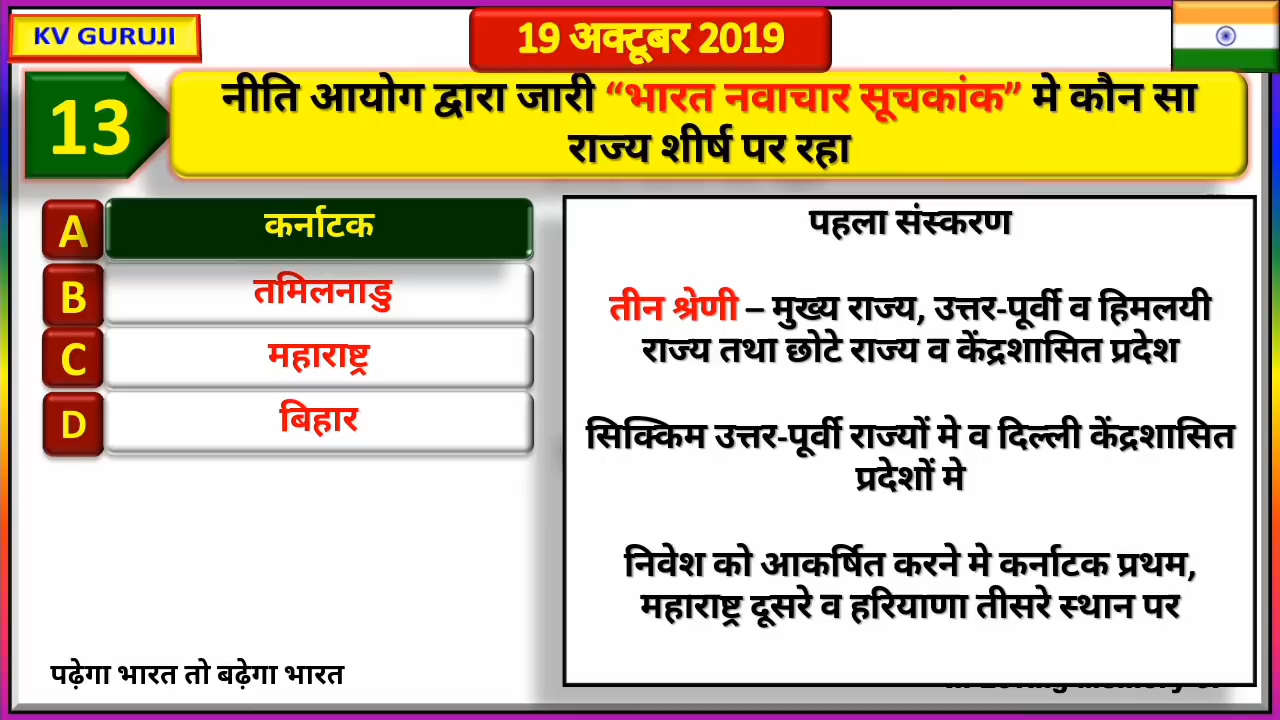 KV GURUJI
19 अक्टूबर 2019
13
नीति आयोग द्वारा जारी “भारत नवाचार सूचकांक” मे कौन सा
राज्य शीर्ष पर रहा
A
कर्नाटक
B
तमिलनाडु
C
महाराष्ट्र
D
बिहार
पहला संस्करण
तीन श्रेणी – मुख्य राज्य, उत्तर-पूर्वी व हिमलयी
राज्य तथा छोटे राज्य व केंद्रशासित प्रदेश
सिक्किम उत्तर-पूर्वी राज्यों मे व दिल्ली केंद्रशासित
प्रदेशों मे
निवेश को आकर्षित करने मे कर्नाटक प्रथम,
महाराष्ट्र दूसरे व हरियाणा तीसरे स्थान पर
पढ़ेगा भारत तो बढ़ेगा भारत